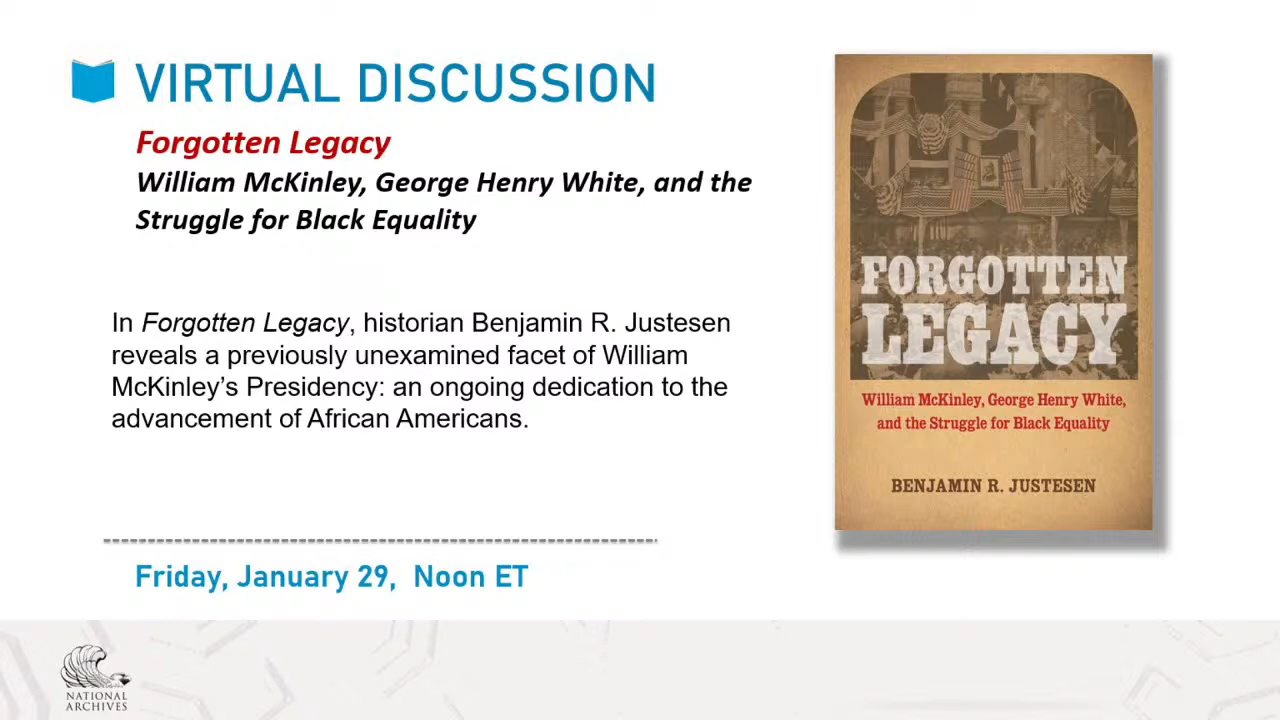 VIRTUAL DISCUSSION
Forgotten Legacy
William McKinley, George Henry White, and the
Struggle for Black Equality
In Forgotten Legacy, historian Benjamin R. Justesen
reveals a previously unexamined facet of William
McKinley’s Presidency: an ongoing dedication to the
advancement of African Americans.
Friday, January 29,  Noon ET
FORGOTTEN
LEGACY
William McKinley, George Henry White,
and the Struggle for Black Equality
BENJAMIN R. JUSTESEN
NATIONAL
ARCHIVES